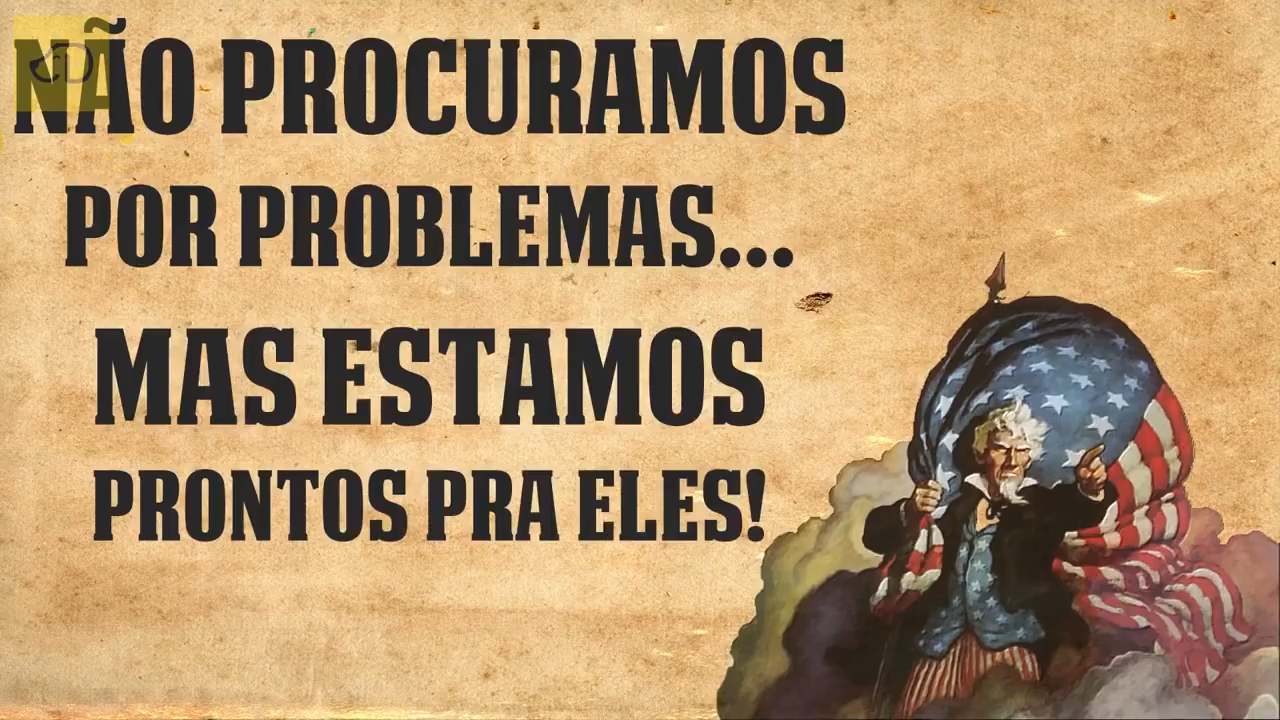 NÃO PROCURAMOS
POR PROBLEMAS...
MAS ESTAMOS
PRONTOS PRA ELES!